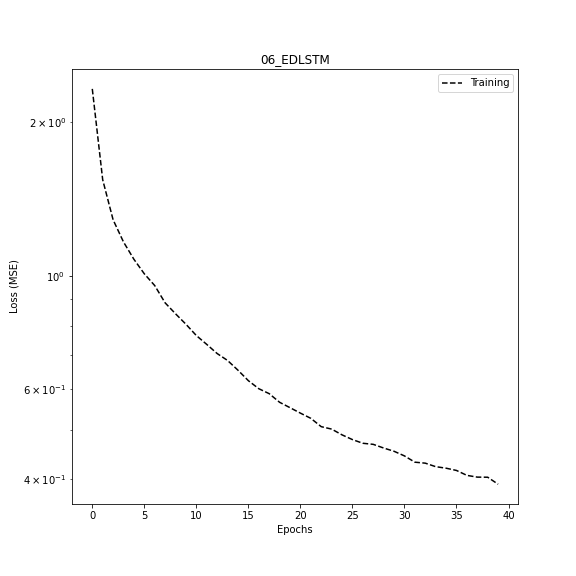 06_EDLSTM
Training
2 × 10⁰
10⁰
6 × 10⁻¹
4 × 10⁻¹
Loss (MSE)
0 5 10 15 20 25 30 35 40
Epochs